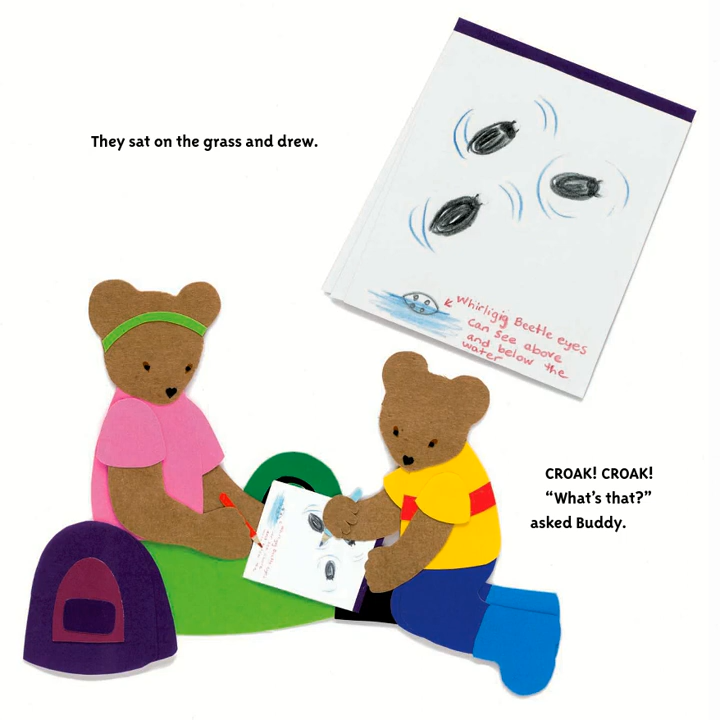 They sat on the grass and drew.
Whirligig Beetle eyes
can see above
and below the
water
CROAK! CROAK!
"What's that?"
asked Buddy.